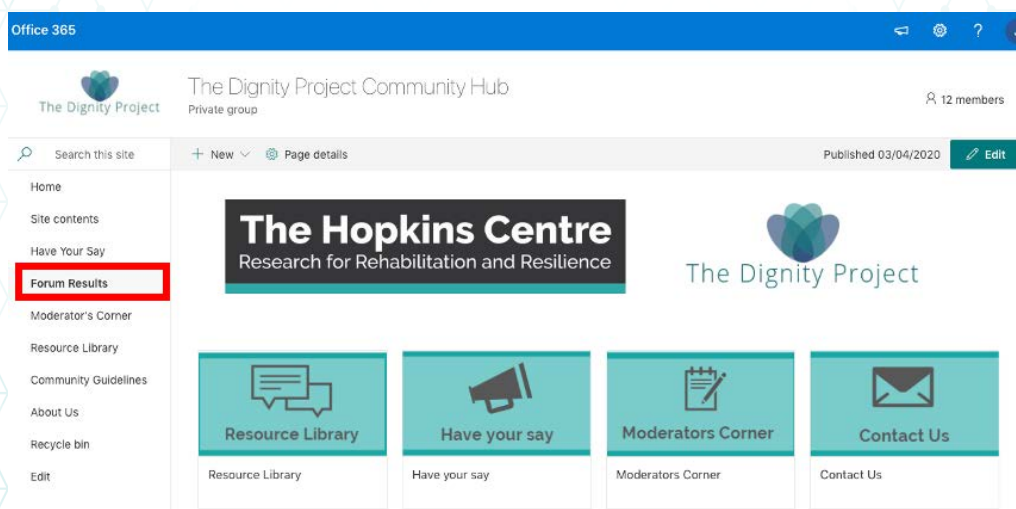 Office 365
?
The Dignity Project
The Dignity Project Community Hub
Private group
12 members
Search this site
+ New
Page details
Published 03/04/2020
Edit
Home
Site contents
Have Your Say
Forum Results
Moderator's Corner
Resource Library
Community Guidelines
About Us
Recycle bin
Edit
The Hopkins Centre
Research for Rehabilitation and Resilience
The Dignity Project
Resource Library
Have your say
Moderators Corner
Contact Us
Resource Library
Have your say
Moderators Corner
Contact Us